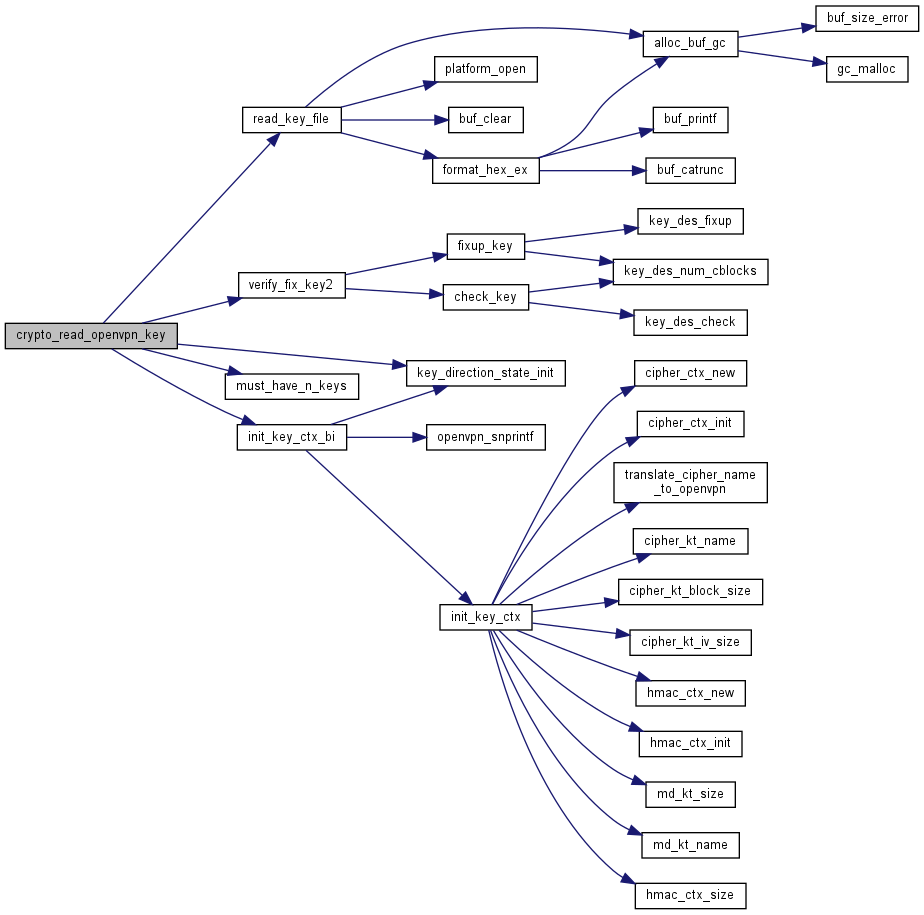 buf_size_error
alloc_buf_gc
gc_malloc
platform_open
read_key_file
buf_clear
buf_printf
format_hex_ex
buf_catrunc
key_des_fixup
fixup_key
key_des_num_cblocks
verify_fix_key2
check_key
key_des_check
crypto_read_openvpn_key
key_direction_state_init
must_have_n_keys
cipher_ctx_new
init_key_ctx_bi
openvpn_snprintf
cipher_ctx_init
translate_cipher_name
_to_openvpn
cipher_kt_name
cipher_kt_block_size
init_key_ctx
cipher_kt_iv_size
hmac_ctx_new
hmac_ctx_init
md_kt_size
md_kt_name
hmac_ctx_size